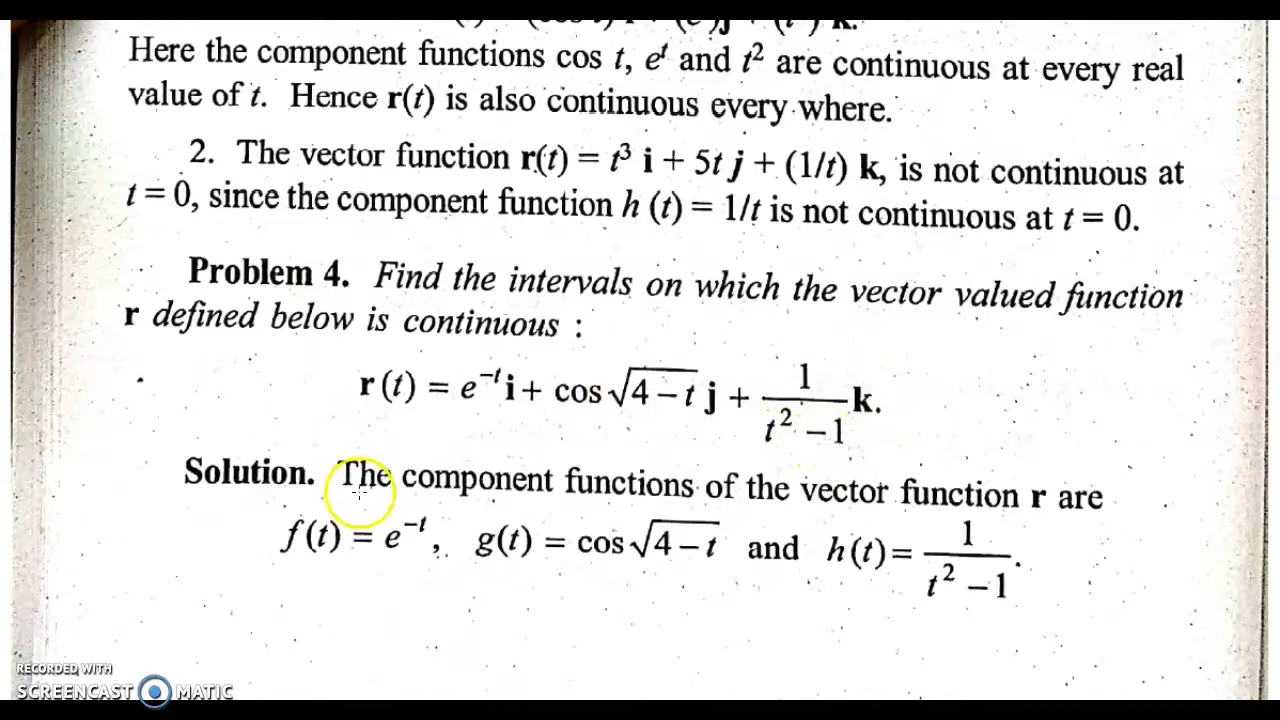 Here the component functions cos t, e^t and t² are continuous at every real
value of t. Hence r(t) is also continuous every where.
2. The vector function r(t) = t³ i + 5t j + (1/t) k, is not continuous at
t = 0, since the component function h (t) = 1/t is not continuous at t = 0.
Problem 4. Find the intervals on which the vector valued function
r defined below is continuous :
r (t) = e^{-t} i + cos √(4 – t) j + 1/(t² – 1) k.
Solution. The component functions of the vector function r are
f (t) = e^{-t}, g(t) = cos √(4 – t) and h (t) = 1/(t² – 1).
RECORDED WITH
SCREENCAST MATIC